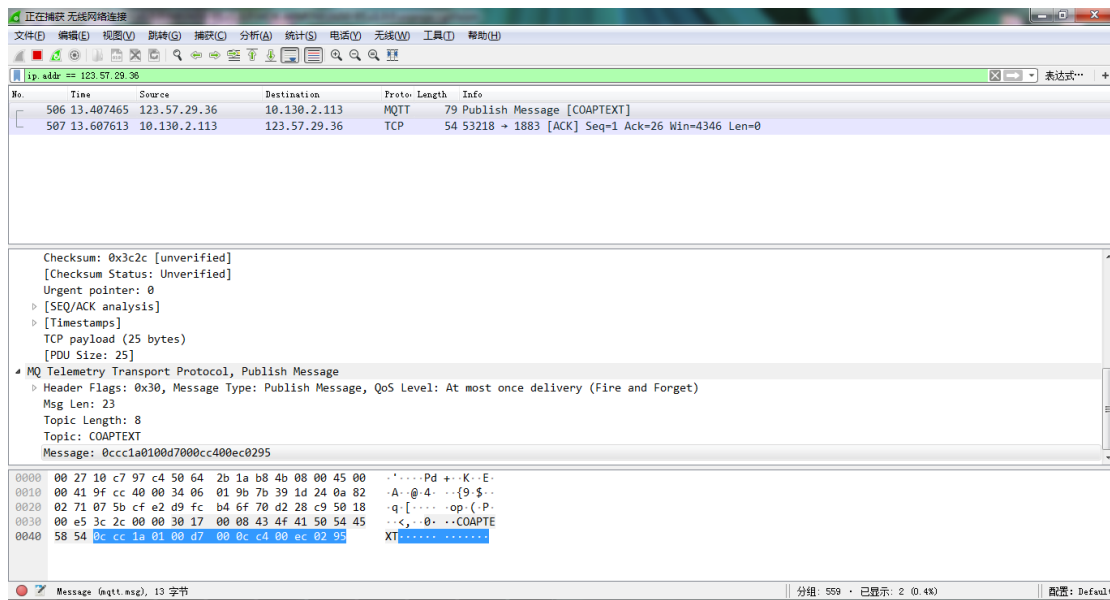 正在捕获 无线网络连接
文件(F) 编辑(E) 视图(V) 跳转(G) 捕获(C) 分析(A) 统计(S) 电话(Y) 无线(W) 工具(T) 帮助(H)
ip.addr == 123.57.29.36 表达式… +
No. Time Source Destination Proto Length Info
506 13.407465 123.57.29.36 10.130.2.113 MQTT 79 Publish Message [COAPTEXT]
507 13.607613 10.130.2.113 123.57.29.36 TCP 54 53218 → 1883 [ACK] Seq=1 Ack=26 Win=4346 Len=0
Checksum: 0x3c2c [unverified]
[Checksum Status: Unverified]
Urgent pointer: 0
[SEQ/ACK analysis]
[Timestamps]
TCP payload (25 bytes)
[PDU Size: 25]
MQ Telemetry Transport Protocol, Publish Message
Header Flags: 0x30, Message Type: Publish Message, QoS Level: At most once delivery (Fire and Forget)
Msg Len: 23
Topic Length: 8
Topic: COAPTEXT
Message: 0ccc1a0100d7000cc400ec0295
0000 00 27 10 c7 97 c4 50 64 2b 1a b8 4b 08 00 45 00 ·'····Pd +··K··E·
0010 00 41 9f cc 40 00 34 06 01 9b 7b 39 1d 24 0a 82 ·A··@·4· ··{9·$··
0020 02 71 07 5b cf e2 d9 fc b4 6f 70 d2 28 c9 50 18 ·q·[···· ·op·(·P·
0030 00 e5 3c 2c 00 00 30 17 00 08 43 4f 41 50 54 45 ··<,··0· ··COAPTE
0040 58 54 0c cc 1a 01 00 d7 00 0c c4 00 ec 02 95 XT······ ·······
Message (mqtt.msg), 13 字节 分组: 559 · 已显示: 2 (0.4%) 配置: Defaul